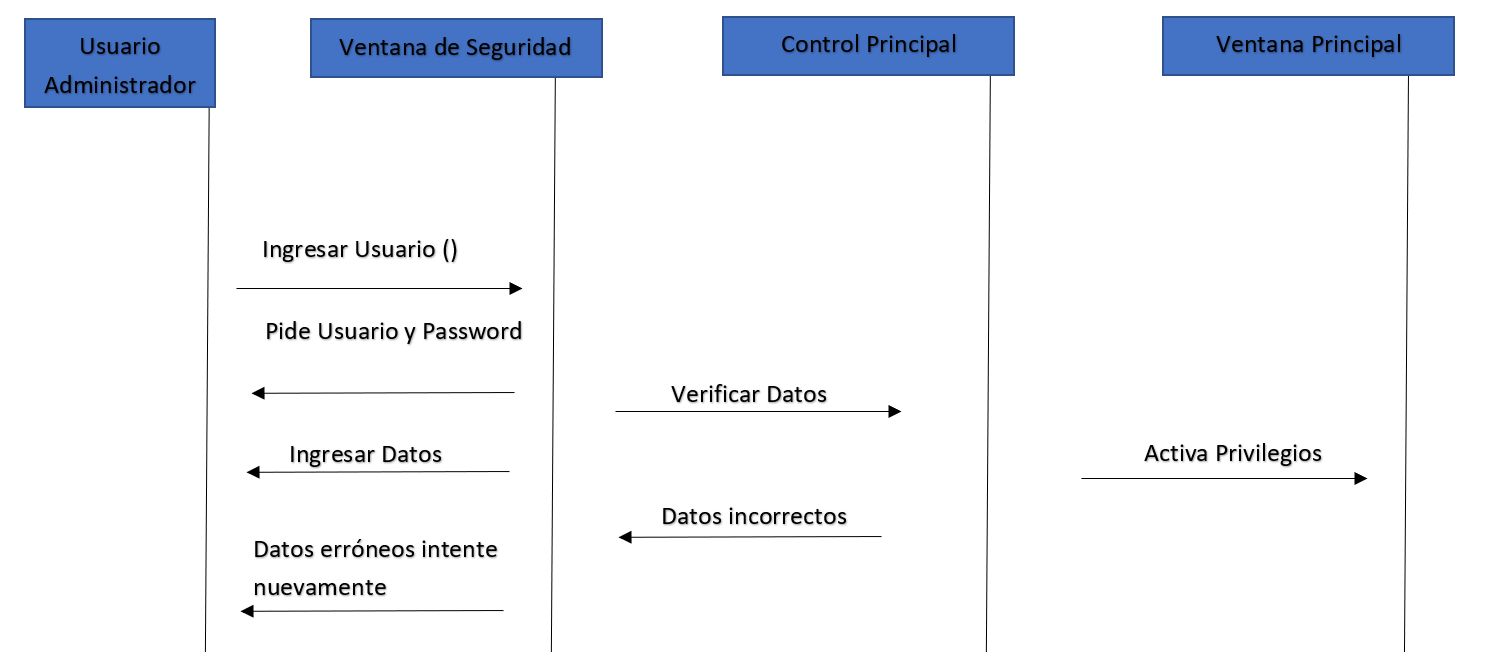 Usuario
Administrador
Ventana de Seguridad
Control Principal
Ventana Principal
Ingresar Usuario ()
Pide Usuario y Password
Verificar Datos
Ingresar Datos
Activa Privilegios
Datos incorrectos
Datos erróneos intente
nuevamente